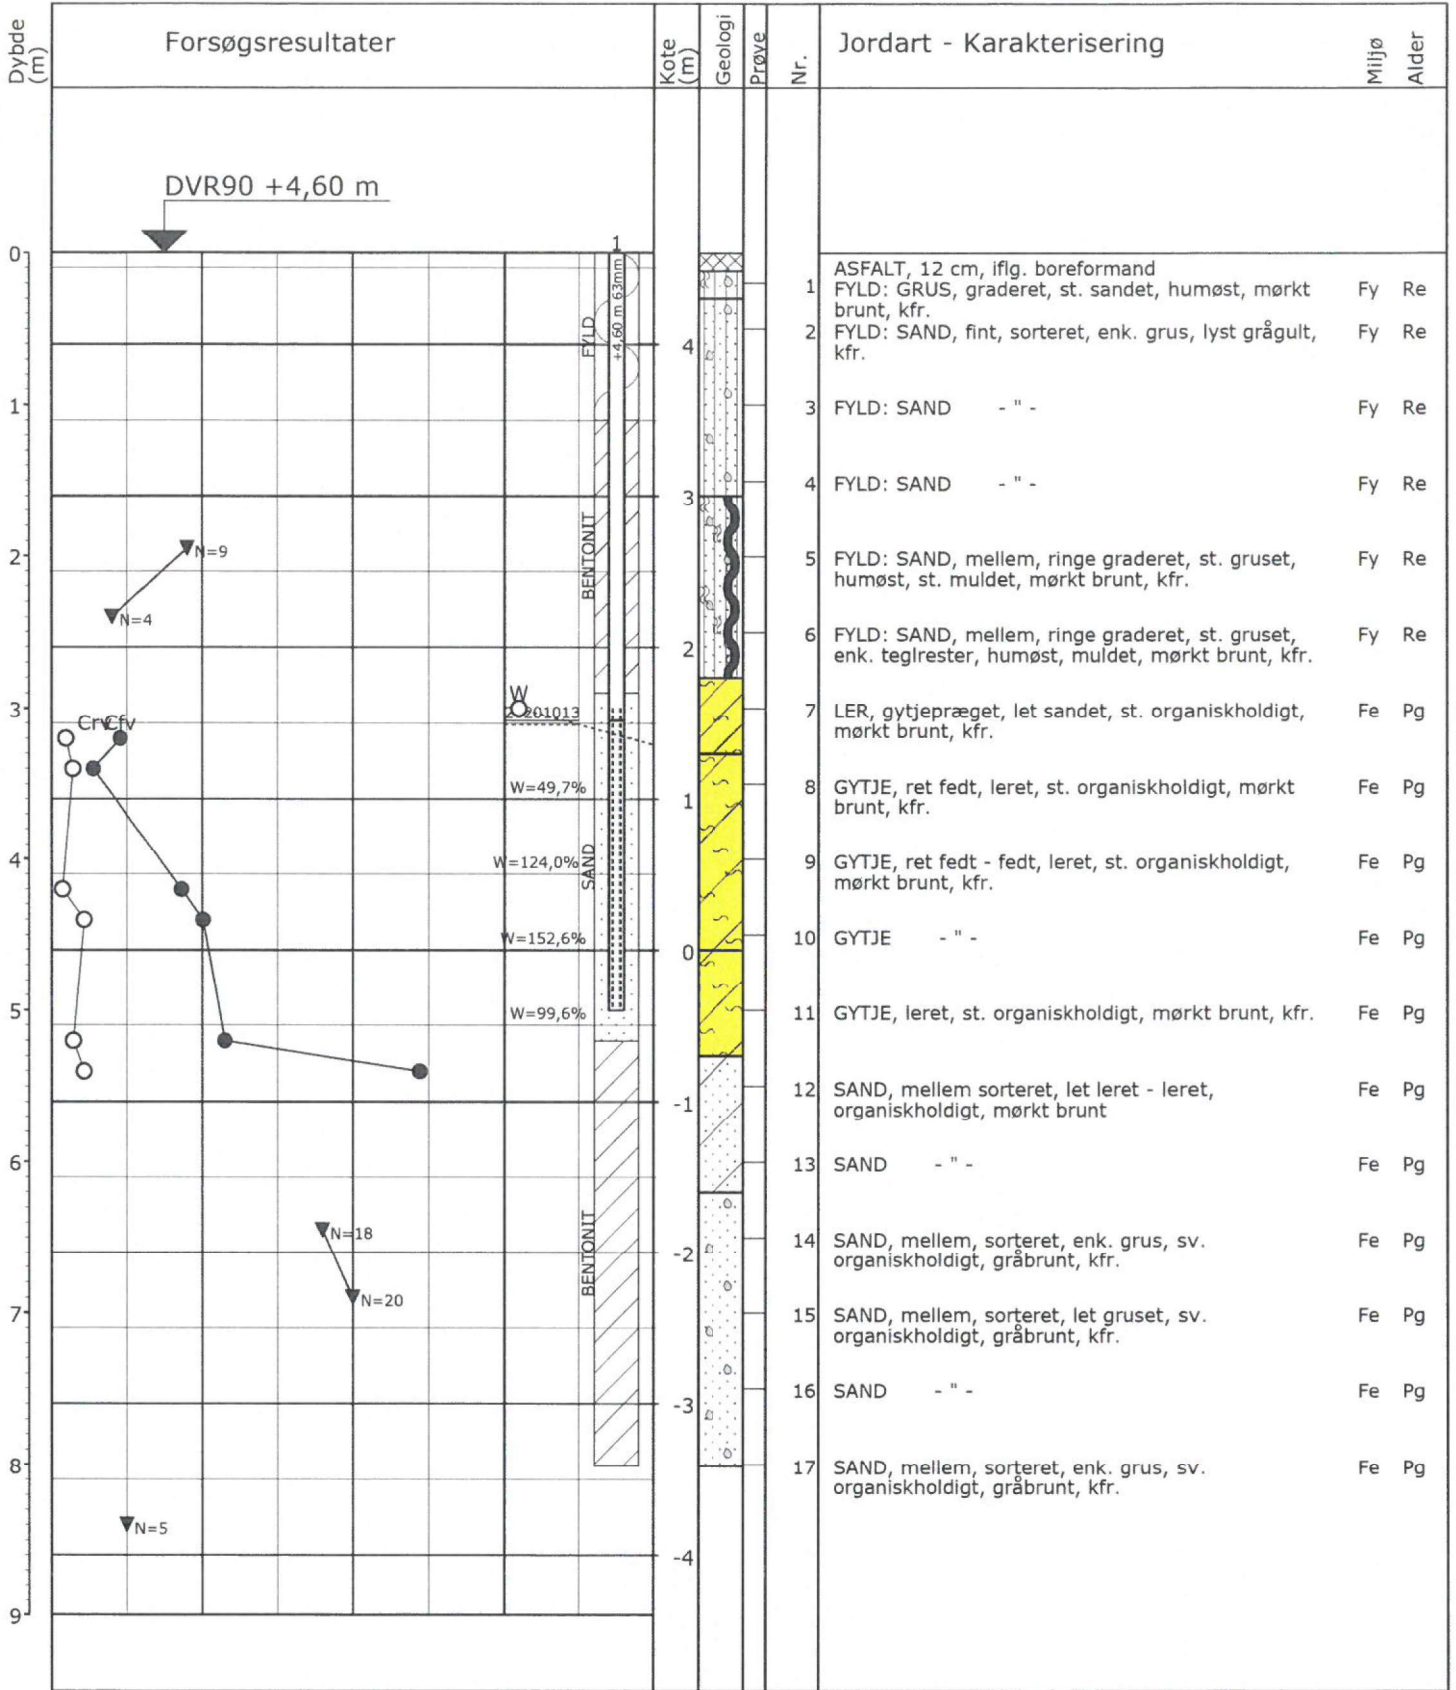 Dybde
(m)
Forsøgsresultater
Kote
(m)
Geologi
Prøve
Nr.
Jordart - Karakterisering
Miljø
Alder
DVR90 +4,60 m
0
1
2
3
4
5
6
7
8
9
N=9
N=4
Crv
Cfv
N=18
N=20
N=5
W
W=49,7%
W=124,0%
W=152,6%
W=99,6%
1
+4,60 m 63mm
FYLD
BENTONIT
SAND
BENTONIT
4
3
2
1
0
-1
-2
-3
-4
ASFALT, 12 cm, iflg. boreformand
1 FYLD: GRUS, graderet, st. sandet, humøst, mørkt Fy Re
brunt, kfr.
2 FYLD: SAND, fint, sorteret, enk. grus, lyst grågult, Fy Re
kfr.
3 FYLD: SAND - " - Fy Re
4 FYLD: SAND - " - Fy Re
5 FYLD: SAND, mellem, ringe graderet, st. gruset, Fy Re
humøst, st. muldet, mørkt brunt, kfr.
6 FYLD: SAND, mellem, ringe graderet, st. gruset, Fy Re
enk. teglrester, humøst, muldet, mørkt brunt, kfr.
7 LER, gytjepræget, let sandet, st. organiskholdigt, Fe Pg
mørkt brunt, kfr.
8 GYTJE, ret fedt, leret, st. organiskholdigt, mørkt Fe Pg
brunt, kfr.
9 GYTJE, ret fedt - fedt, leret, st. organiskholdigt, Fe Pg
mørkt brunt, kfr.
10 GYTJE - " - Fe Pg
11 GYTJE, leret, st. organiskholdigt, mørkt brunt, kfr. Fe Pg
12 SAND, mellem sorteret, let leret - leret, Fe Pg
organiskholdigt, mørkt brunt
13 SAND - " - Fe Pg
14 SAND, mellem, sorteret, enk. grus, sv. Fe Pg
organiskholdigt, gråbrunt, kfr.
15 SAND, mellem, sorteret, let gruset, sv. Fe Pg
organiskholdigt, gråbrunt, kfr.
16 SAND - " - Fe Pg
17 SAND, mellem, sorteret, enk. grus, sv. Fe Pg
organiskholdigt, gråbrunt, kfr.